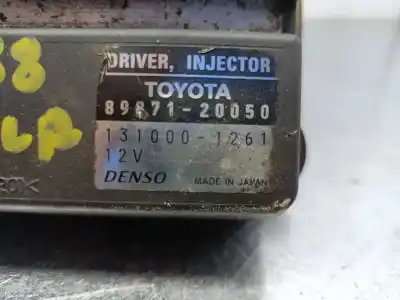 DRIVER, INJECTOR
TOYOTA
89871-20050
131000-1261
12V
DENSO MADE IN JAPAN